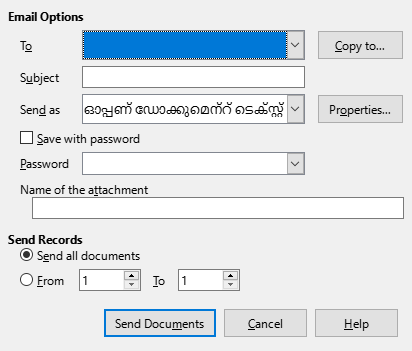 Email Options
To
Copy to...
Subject
Send as ഓപ്പണ് ഡോക്കുമെന്റ് ടെക്സ്റ്റ് Properties...
Save with password
Password
Name of the attachment
Send Records
Send all documents
From 1 To 1
Send Documents Cancel Help